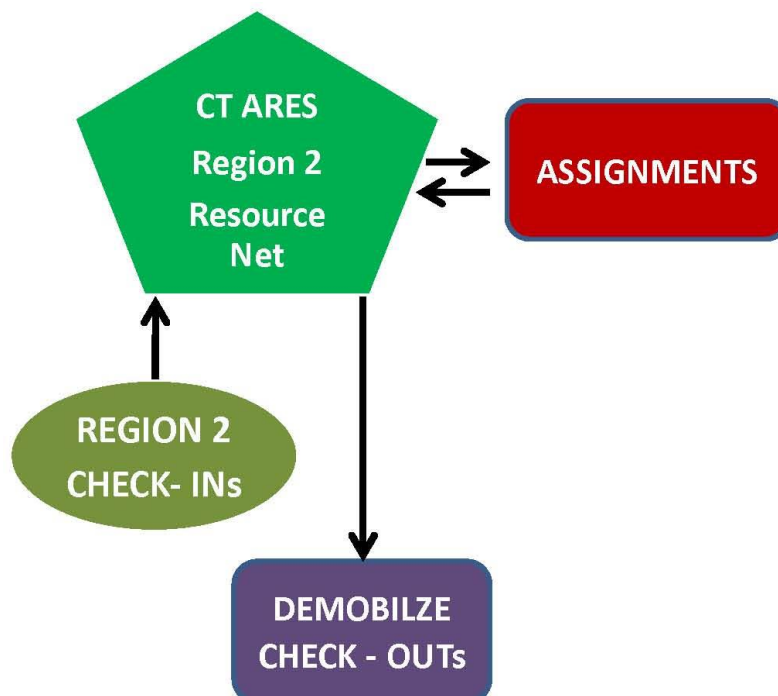 CT ARES
Region 2
Resource
Net
ASSIGNMENTS
REGION 2
CHECK- INs
DEMOBILZE
CHECK - OUTs